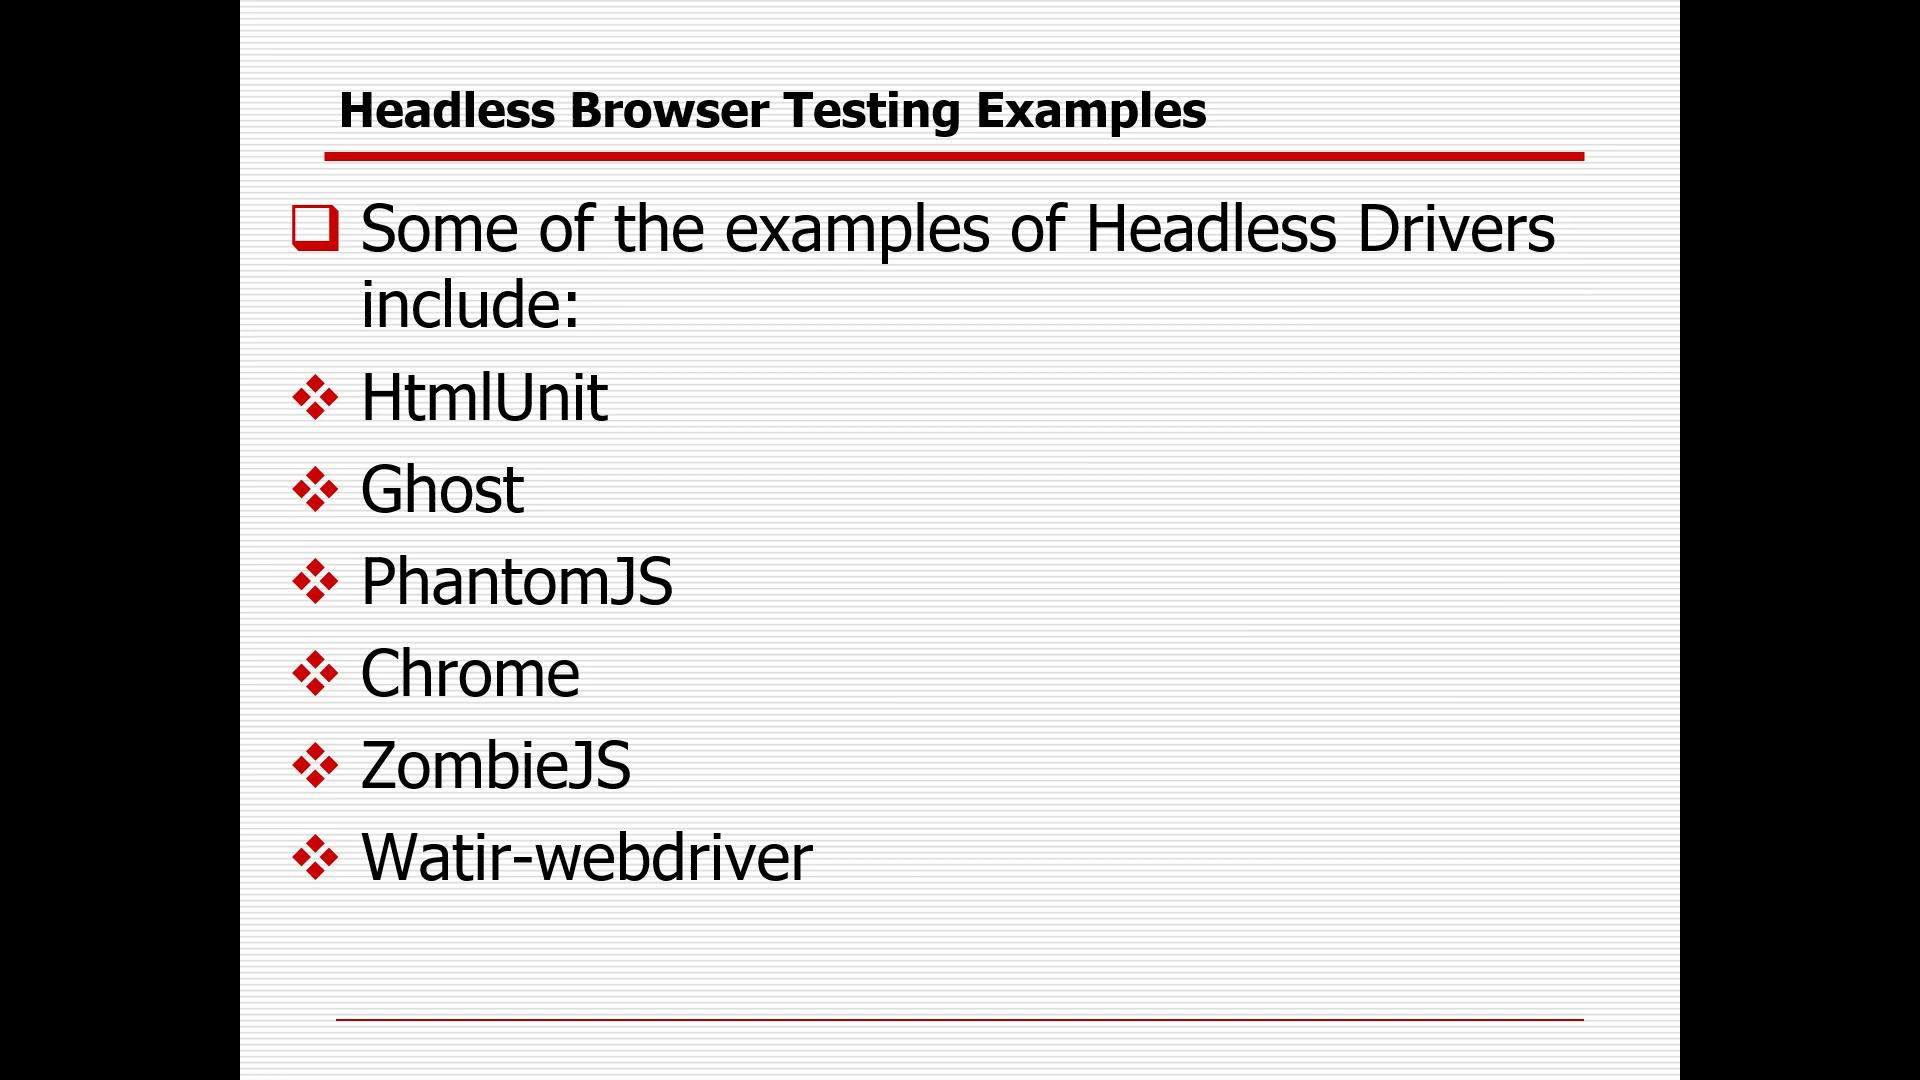 Headless Browser Testing Examples
Some of the examples of Headless Drivers
include:
HtmlUnit
Ghost
PhantomJS
Chrome
ZombieJS
Watir-webdriver